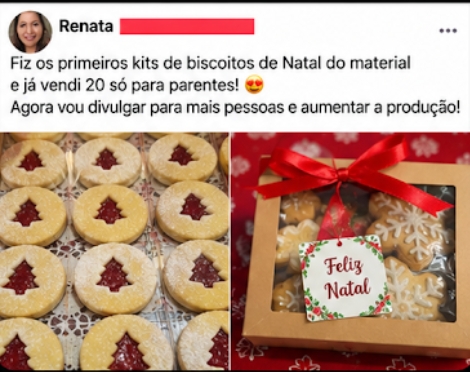 Renata
Fiz os primeiros kits de biscoitos de Natal do material
e já vendi 20 só para parentes! 😍
Agora vou divulgar para mais pessoas e aumentar a produção!
Feliz
Natal